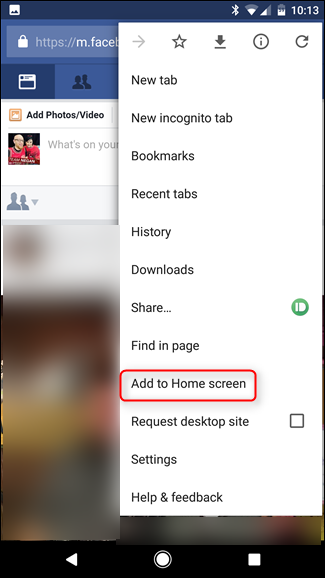 10:13
https://m.faceb
Add Photos/Video
What's on your
New tab
New incognito tab
Bookmarks
Recent tabs
History
Downloads
Share...
Find in page
Add to Home screen
Request desktop site
Settings
Help & feedback